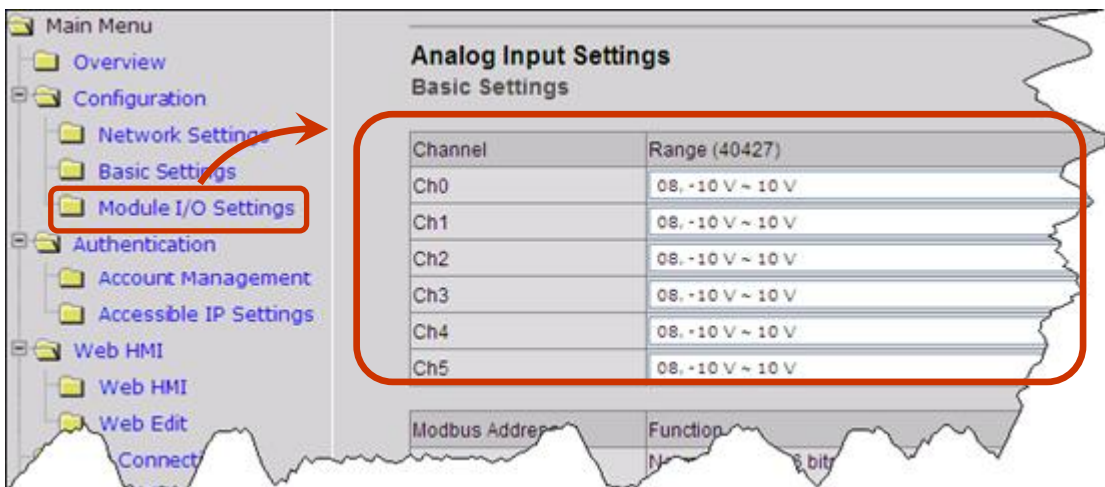 Main Menu
Overview
Configuration
Network Settings
Basic Settings
Module I/O Settings
Authentication
Account Management
Accessible IP Settings
Web HMI
Web HMI
Web Edit
Analog Input Settings
Basic Settings
Channel Range (40427)
Ch0 08, -10 V ~ 10 V
Ch1 08, -10 V ~ 10 V
Ch2 08, -10 V ~ 10 V
Ch3 08, -10 V ~ 10 V
Ch4 08, -10 V ~ 10 V
Ch5 08, -10 V ~ 10 V
Modbus Address Function